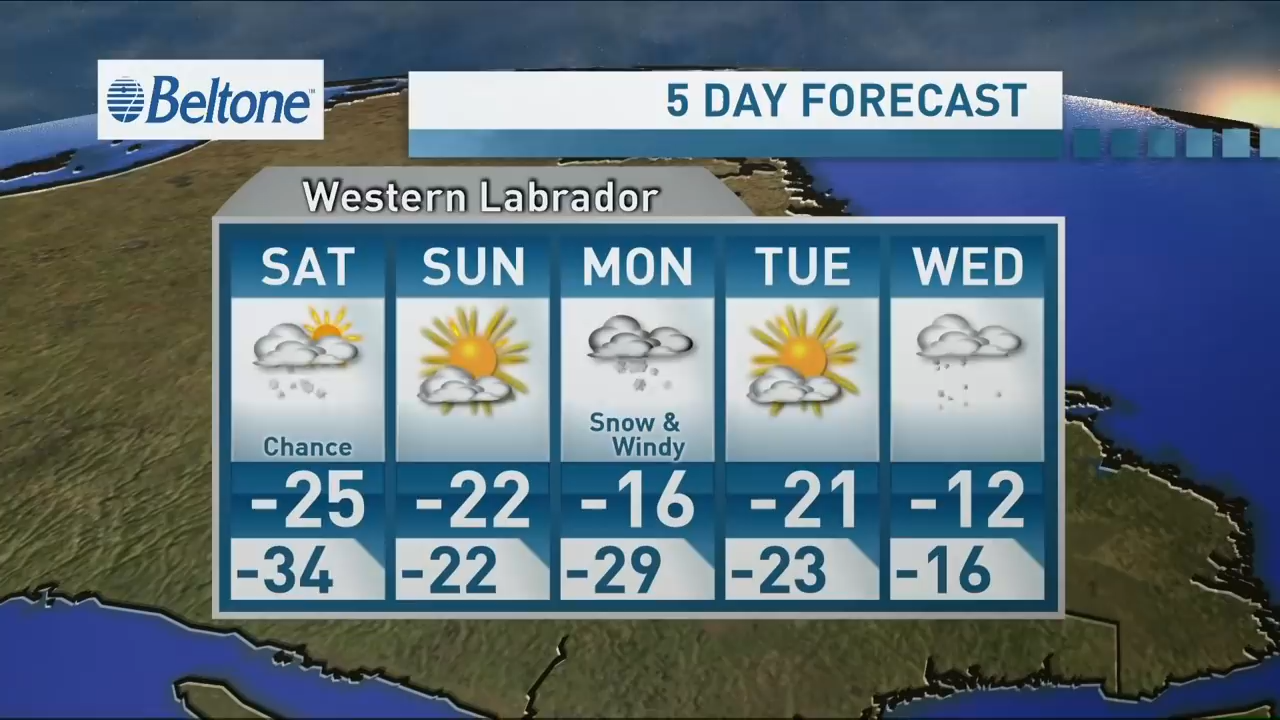 Beltone™
5 DAY FORECAST
Western Labrador
SAT SUN MON TUE WED
Chance
Snow &
Windy
-25 -22 -16 -21 -12
-34 -22 -29 -23 -16